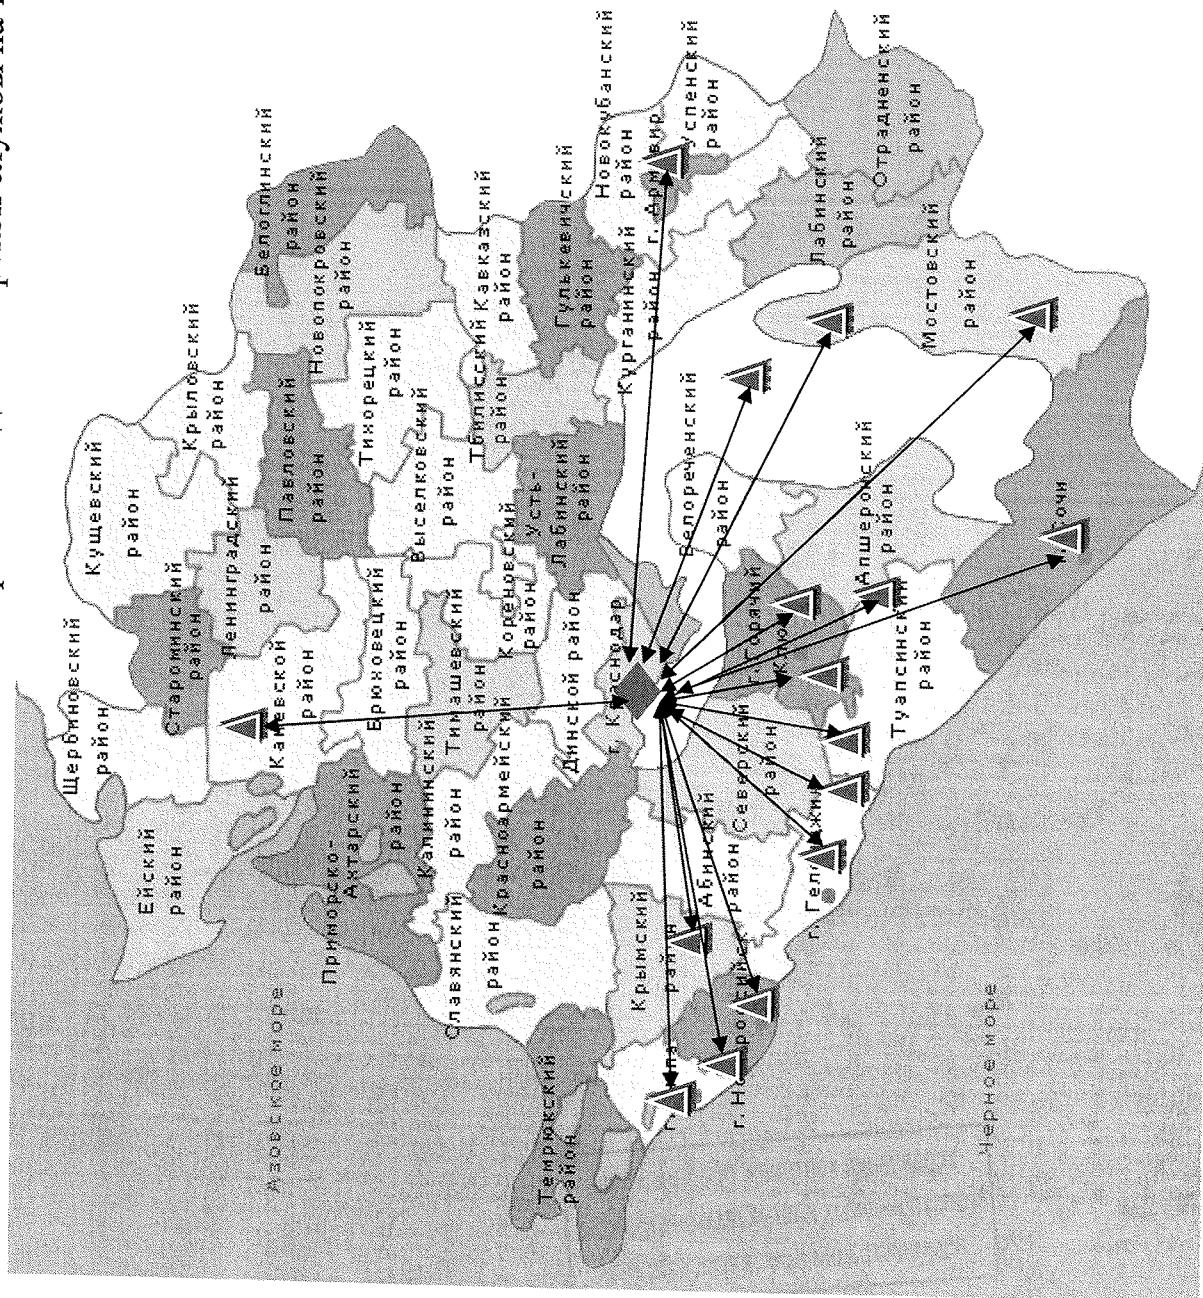 Щербиновский
район
Кущевский
район
Ейский
район
Староминский
район
Крыловский
район
Ленинградский
район
Каневской
район
Белоглинский
район
Павловский
район
Новопокровский
район
Приморско-
Ахтарский
район
Брюховецкий
район
Тихорецкий
район
Калининский
район
Тимашевский
район
Выселковский
район
Славянский
район
Красноармейский
район
Кореновский
район
Тбилисский
район
Кавказский
район
Темрюкский
район
Динской район
Усть-
Лабинский
район
Гулькевичский
район
Новокубанский
район
Крымский
район
г. Краснодар
Курганинский
район
г. Армавир
Успенский
район
Абинский
район
Северский
район
Белореченский
район
г. Горячий
Ключ
Апшеронский
район
Лабинский
район
Отрадненский
район
Мостовский
район
Туапсинский
район
Азовское море
Черное море